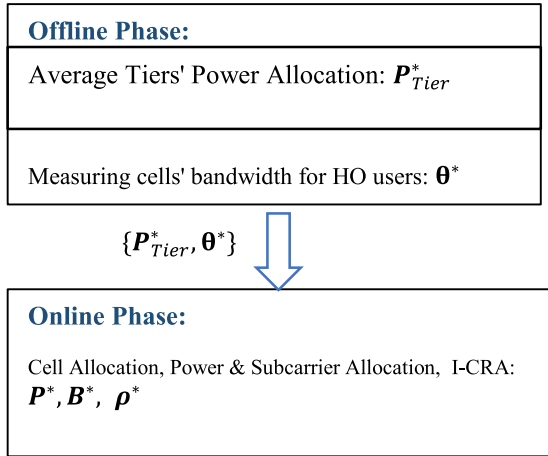 Offline Phase:
Average Tiers' Power Allocation: P*Tier
Measuring cells' bandwidth for HO users: θ*
{P*Tier, θ*}
Online Phase:
Cell Allocation, Power & Subcarrier Allocation, I-CRA:
P*, B*, ρ*